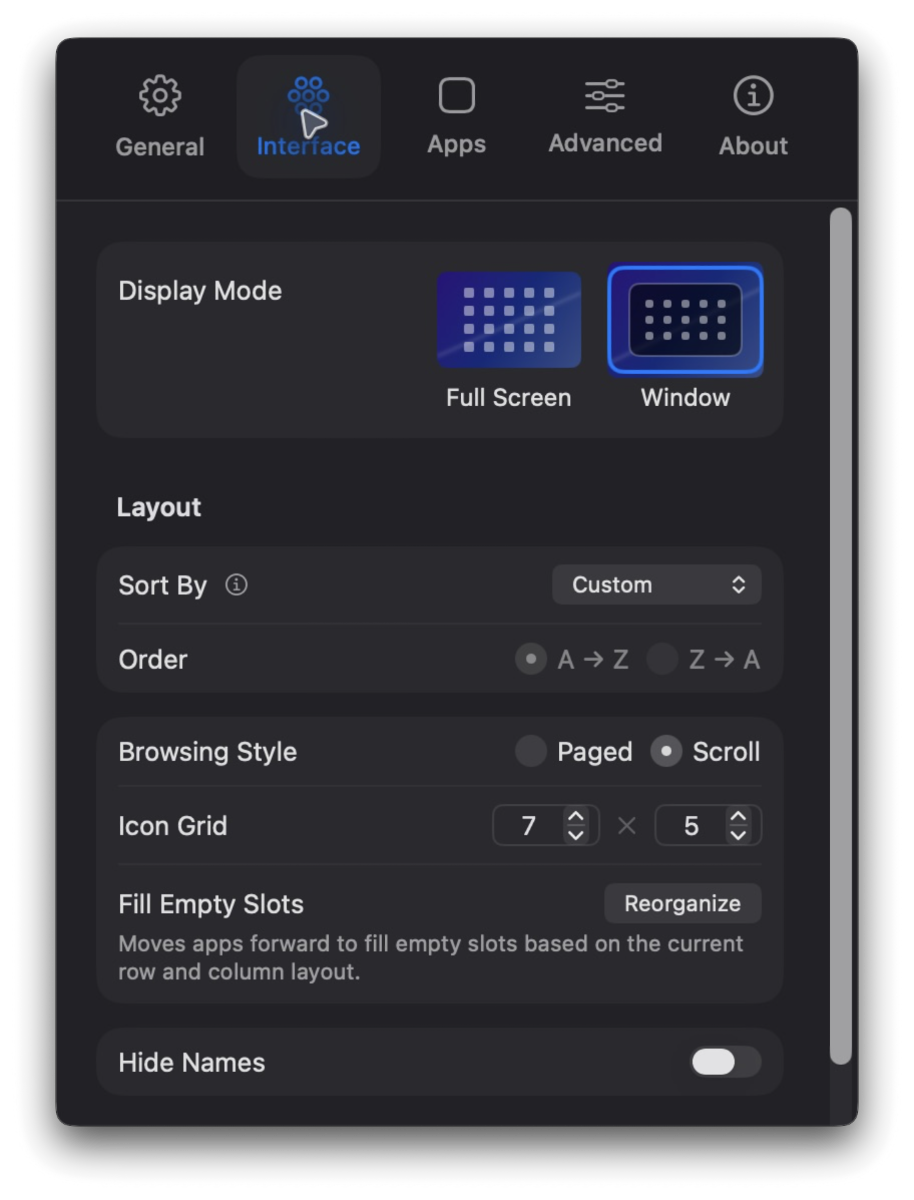 General
Interface
Apps
Advanced
About
Display Mode
Full Screen
Window
Layout
Sort By
Custom
Order
A → Z
Z → A
Browsing Style
Paged
Scroll
Icon Grid
7 × 5
Fill Empty Slots
Reorganize
Moves apps forward to fill empty slots based on the current
row and column layout.
Hide Names